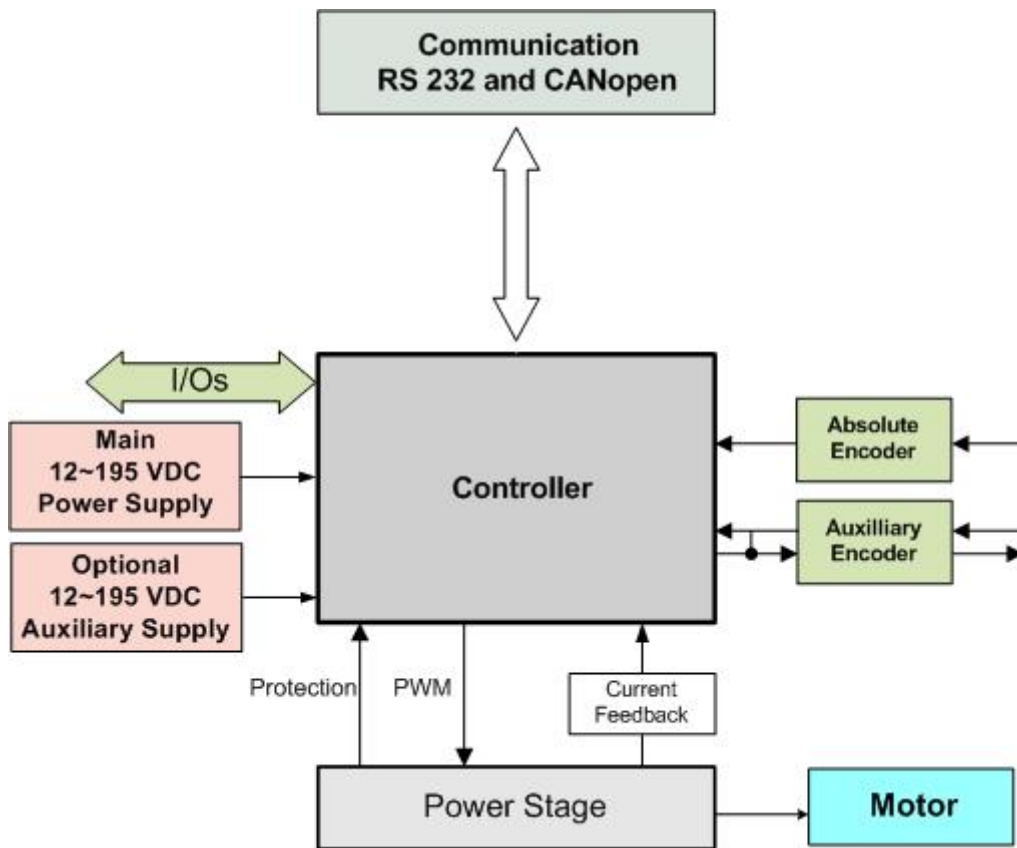 Communication
RS 232 and CANopen
I/Os
Main
12~195 VDC
Power Supply
Optional
12~195 VDC
Auxiliary Supply
Controller
Absolute
Encoder
Auxilliary
Encoder
Protection
PWM
Current
Feedback
Power Stage
Motor